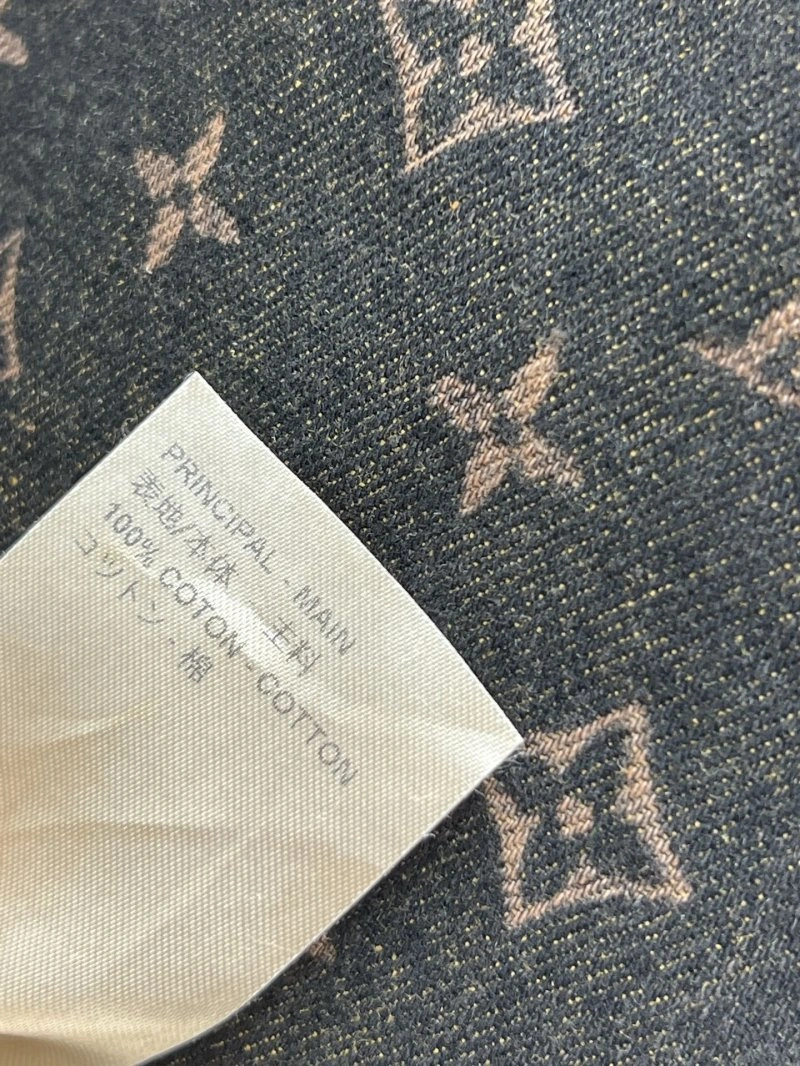 PRINCIPAL - MAIN
表地/本体 - 主料
100% COTON - COTTON
コットン - 棉